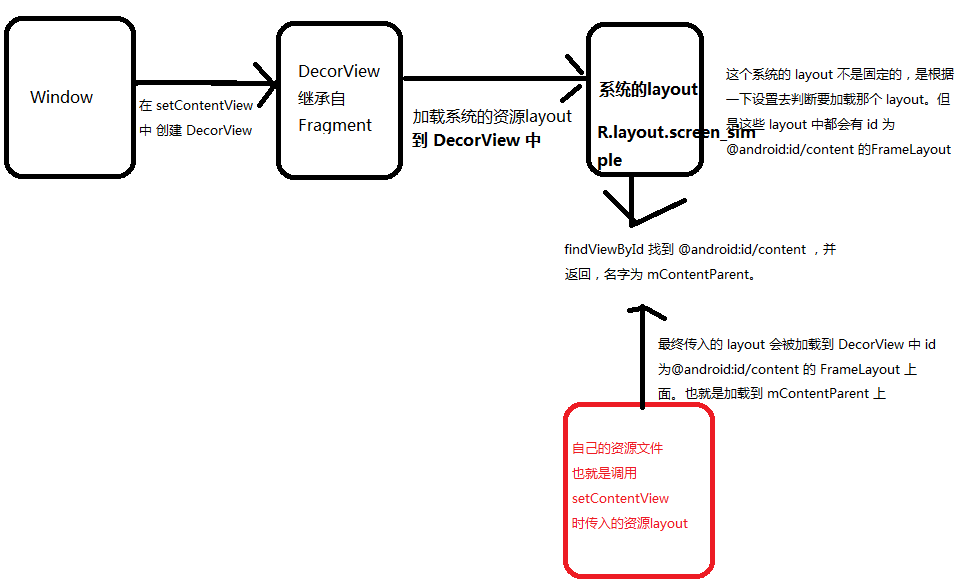 Window
在 setContentView
中 创建 DecorView
DecorView
继承自
Fragment
加载系统的资源layout
到 DecorView 中
系统的layout
R.layout.screen_sim
ple
这个系统的 layout 不是固定的，是根据
一下设置去判断要加载那个 layout。但
是这些 layout 中都会有 id 为
@android:id/content 的FrameLayout
findViewById 找到 @android:id/content ，并
返回，名字为 mContentParent。
最终传入的 layout 会被加载到 DecorView 中 id
为@android:id/content 的 FrameLayout 上
面。也就是加载到 mContentParent 上
自己的资源文件
也就是调用
setContentView
时传入的资源layout